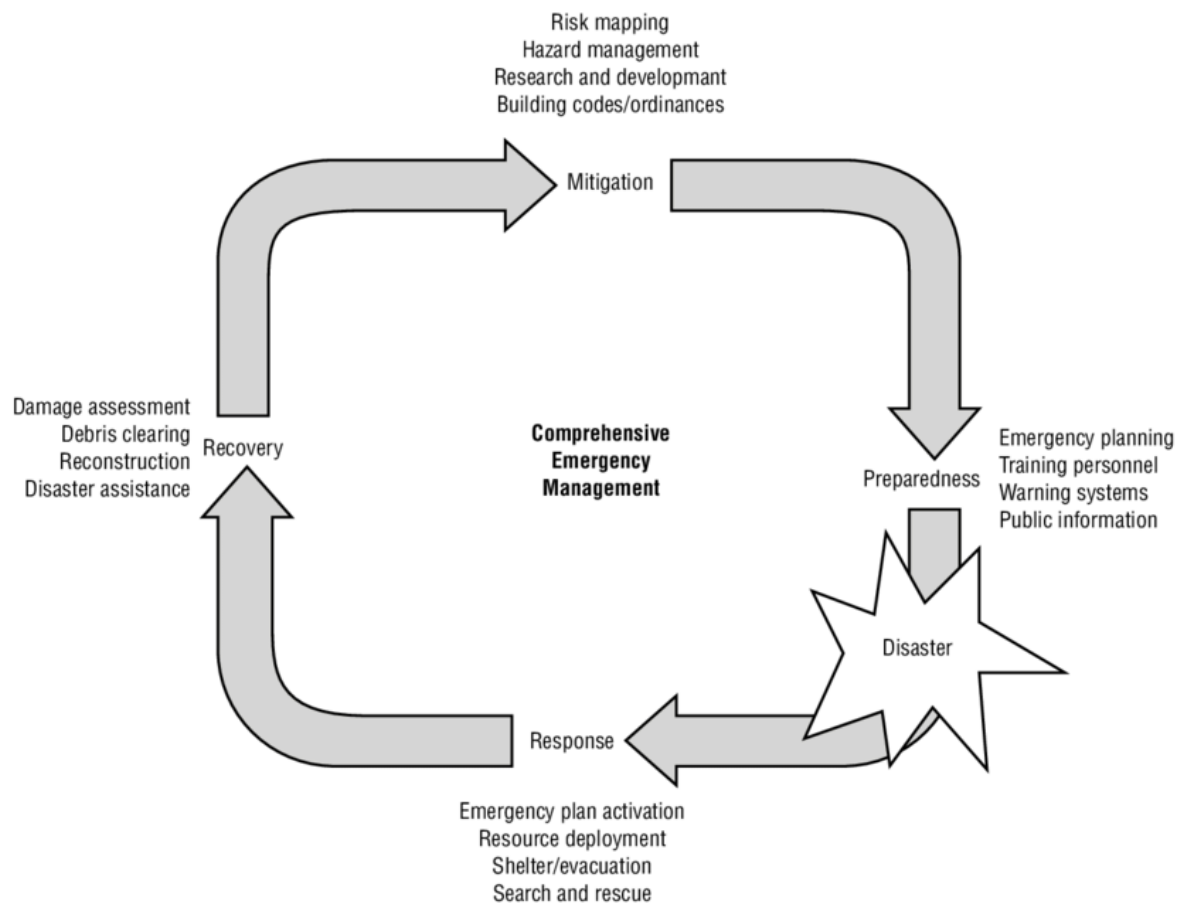 Risk mapping
Hazard management
Research and developmant
Building codes/ordinances
Mitigation
Damage assessment
Debris clearing
Reconstruction
Disaster assistance
Recovery
Comprehensive
Emergency
Management
Preparedness
Emergency planning
Training personnel
Warning systems
Public information
Disaster
Response
Emergency plan activation
Resource deployment
Shelter/evacuation
Search and rescue